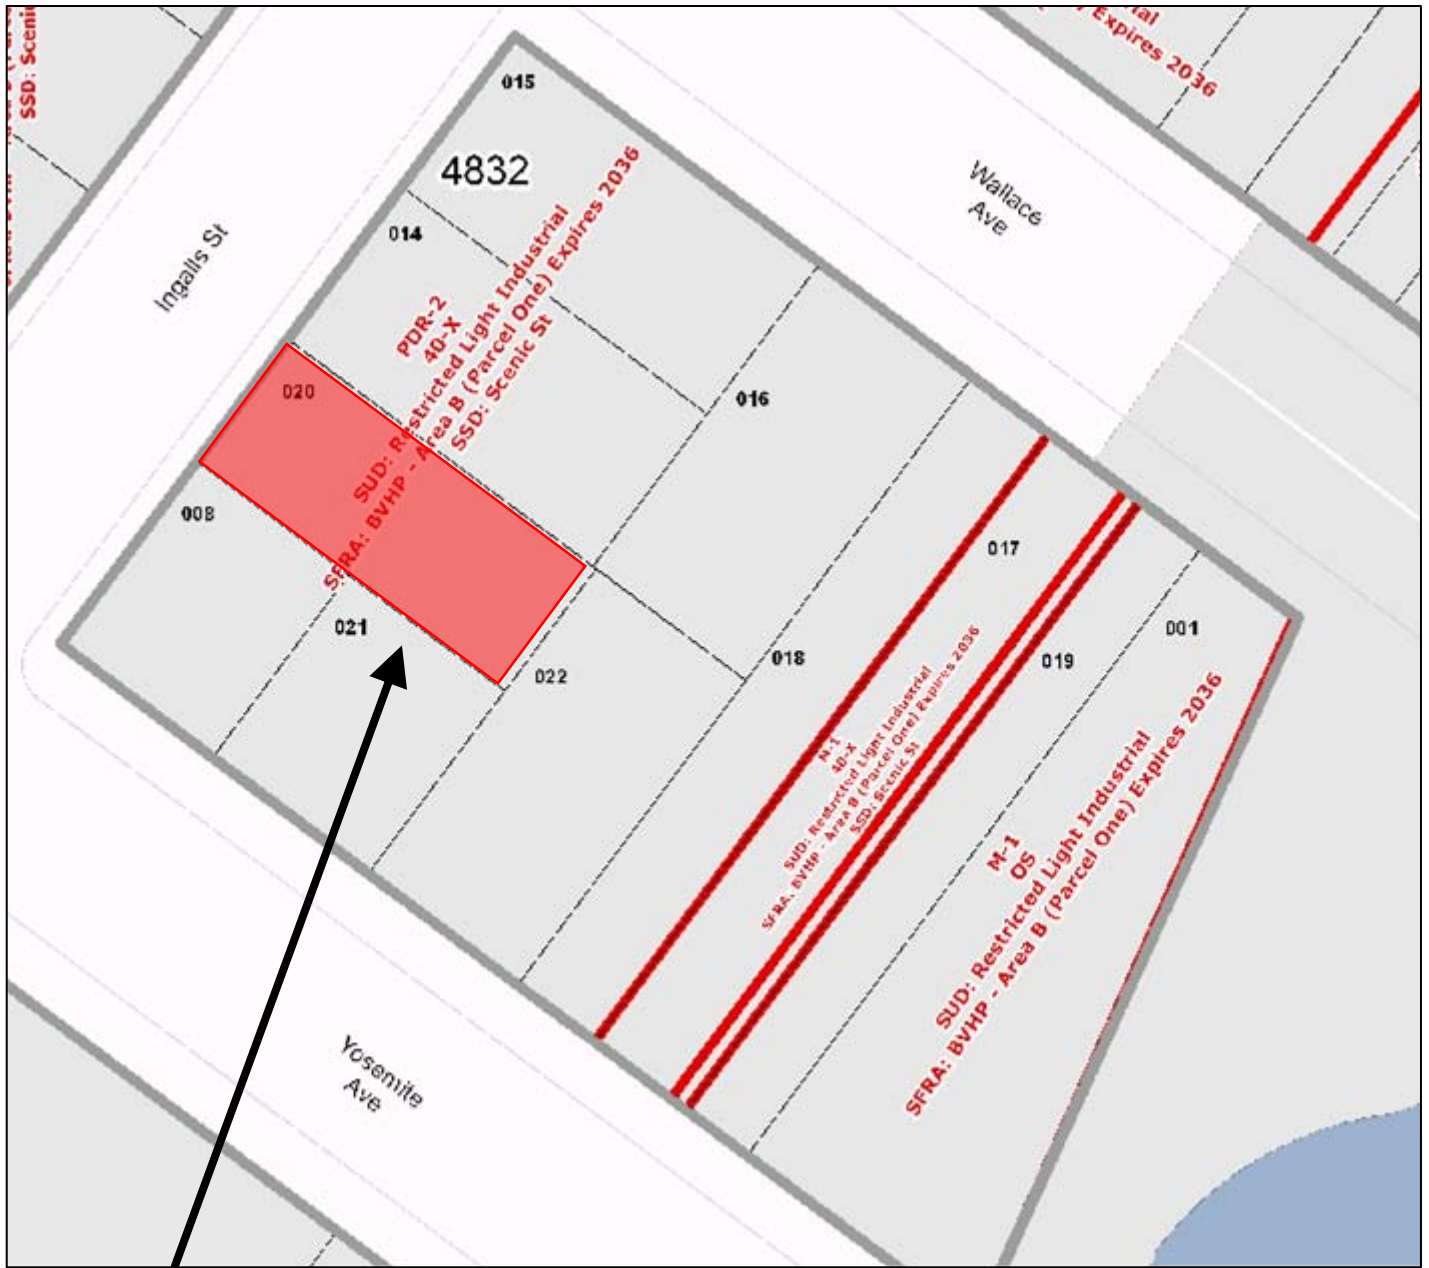 SSD: Scenic
rial
) Expires 2036
015
4832
014
Wallace
Ave
Ingalls St
PDR-2
40-X
SUD: Restricted Light Industrial
SFRA: BVHP - Area B (Parcel One) Expires 2036
SSD: Scenic St
020
016
008
021
022
018
017
019
001
M-1
40-X
SUD: Restricted Light Industrial
SFRA: BVHP - Area B (Parcel One) Expires 2036
SSD: Scenic St
M-1
OS
SUD: Restricted Light Industrial
SFRA: BVHP - Area B (Parcel One) Expires 2036
Yosemite
Ave